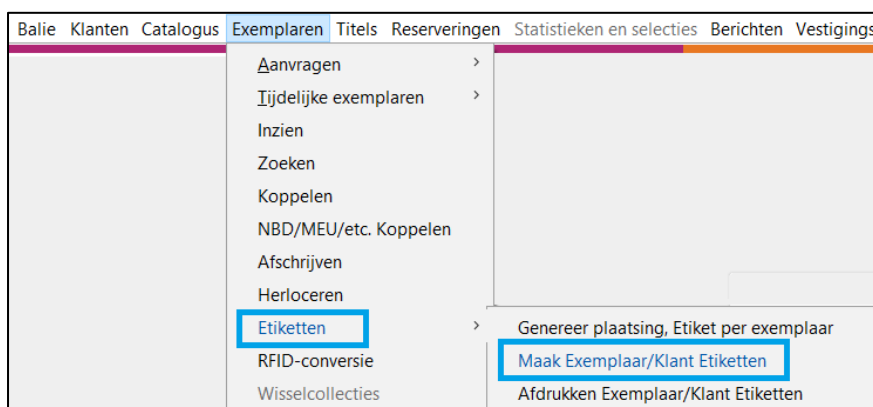 Balie Klanten Catalogus Exemplaren Titels Reserveringen Statistieken en selecties Berichten Vestigings
Aanvragen
Tijdelijke exemplaren
Inzien
Zoeken
Koppelen
NBD/MEU/etc. Koppelen
Afschrijven
Herloceren
Etiketten
Genereer plaatsing, Etiket per exemplaar
RFID-conversie
Maak Exemplaar/Klant Etiketten
Wisselcollecties
Afdrukken Exemplaar/Klant Etiketten